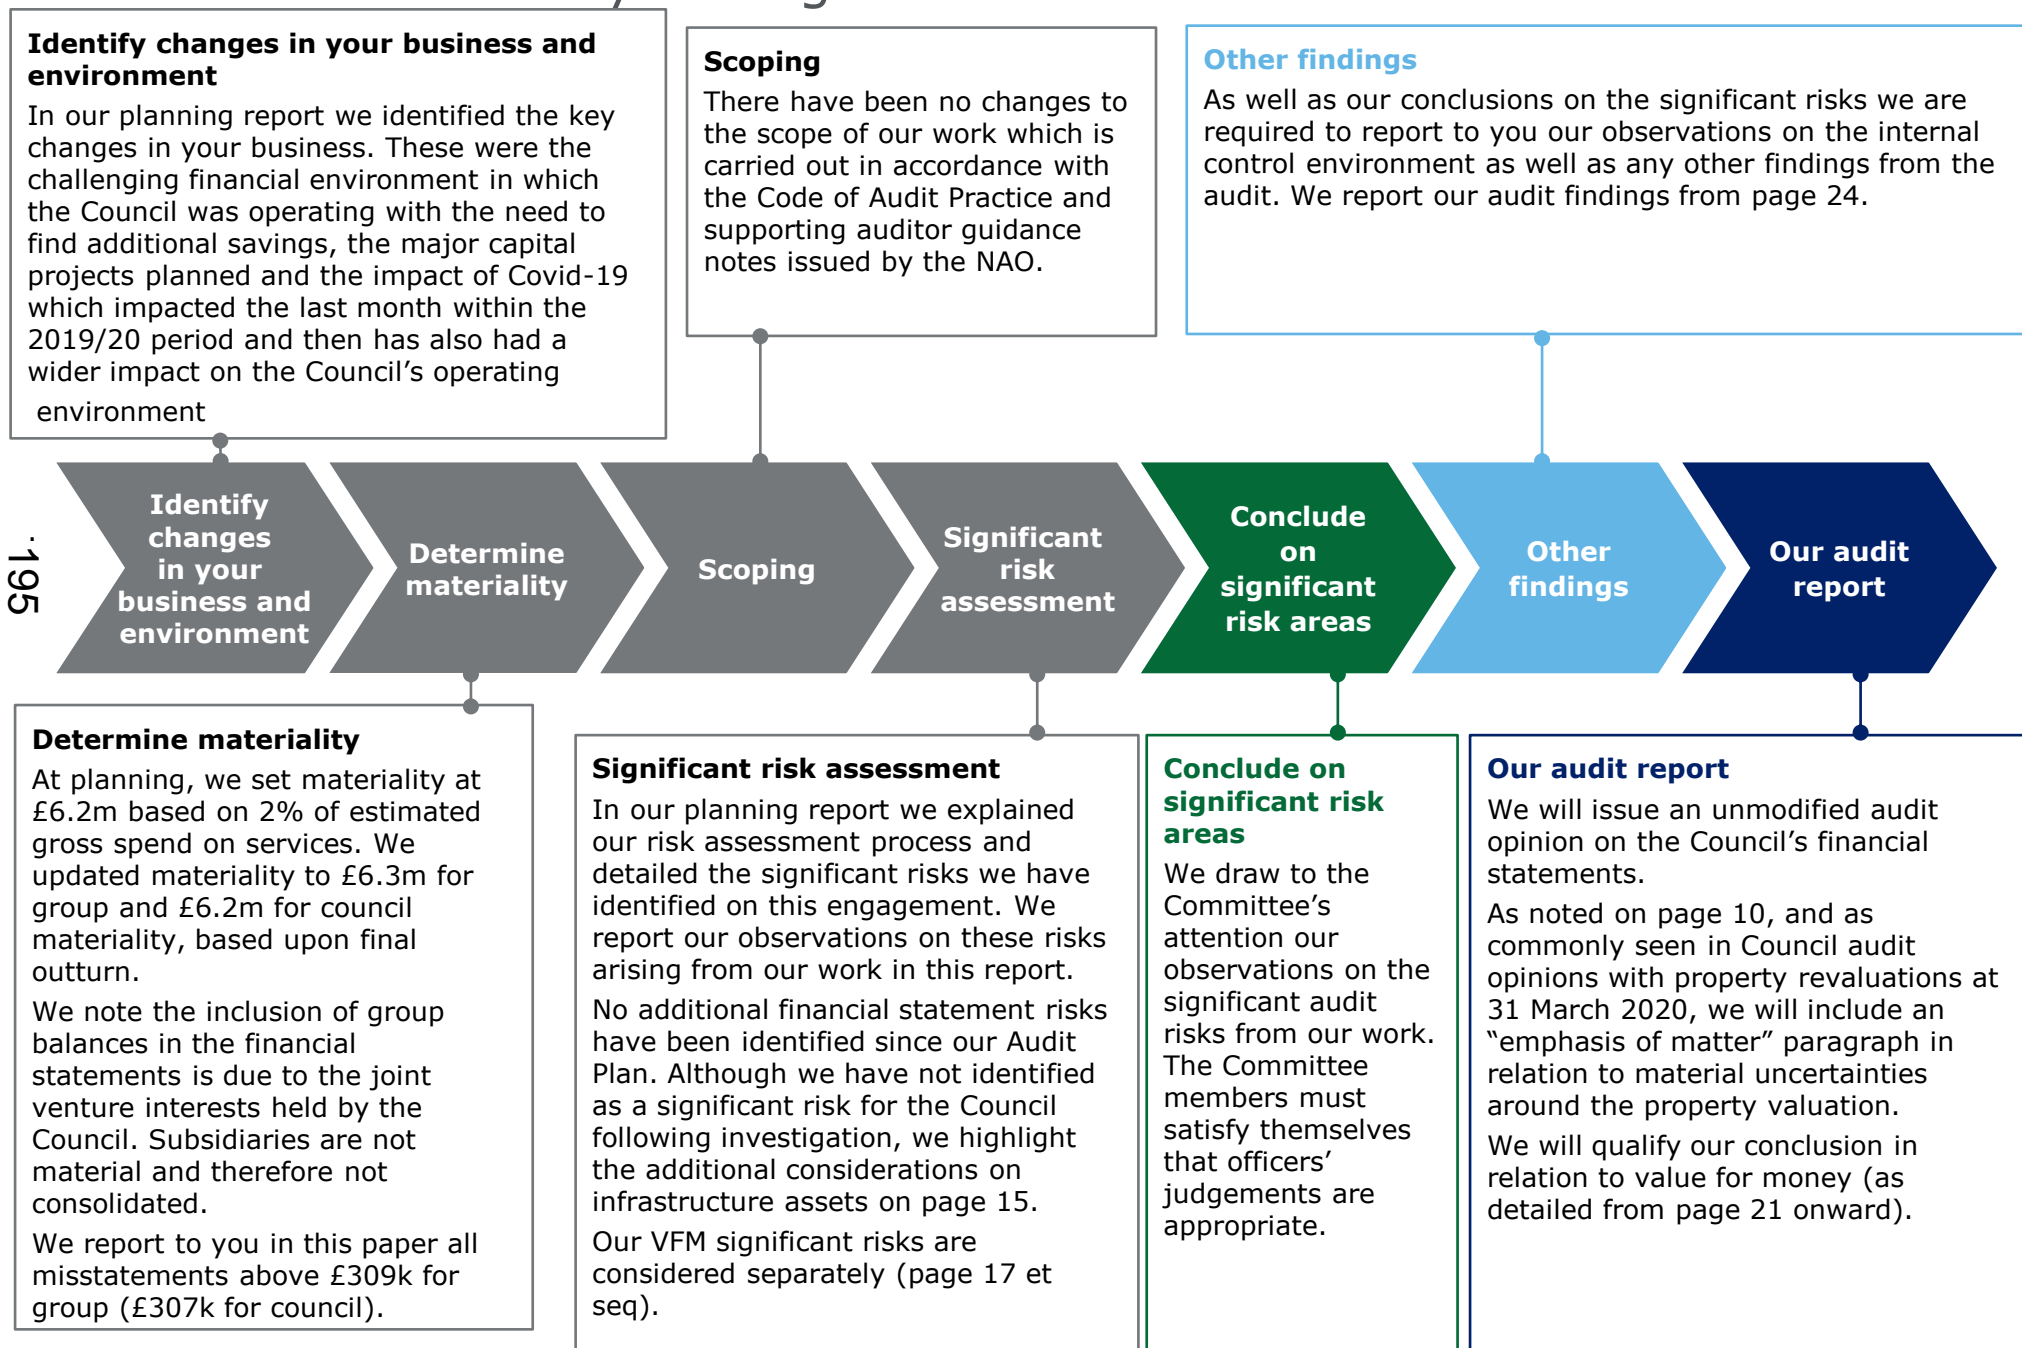 Identify changes in your business and
environment
In our planning report we identified the key
changes in your business. These were the
challenging financial environment in which
the Council was operating with the need to
find additional savings, the major capital
projects planned and the impact of Covid-19
which impacted the last month within the
2019/20 period and then has also had a
wider impact on the Council’s operating
environment
Scoping
There have been no changes to
the scope of our work which is
carried out in accordance with
the Code of Audit Practice and
supporting auditor guidance
notes issued by the NAO.
Other findings
As well as our conclusions on the significant risks we are
required to report to you our observations on the internal
control environment as well as any other findings from the
audit. We report our audit findings from page 24.
195
Identify
changes
in your
business and
environment
Determine
materiality
Scoping
Significant
risk
assessment
Conclude
on
significant
risk areas
Other
findings
Our audit
report
Determine materiality
At planning, we set materiality at
£6.2m based on 2% of estimated
gross spend on services. We
updated materiality to £6.3m for
group and £6.2m for council
materiality, based upon final
outturn.
We note the inclusion of group
balances in the financial
statements is due to the joint
venture interests held by the
Council. Subsidiaries are not
material and therefore not
consolidated.
We report to you in this paper all
misstatements above £309k for
group (£307k for council).
Significant risk assessment
In our planning report we explained
our risk assessment process and
detailed the significant risks we have
identified on this engagement. We
report our observations on these risks
arising from our work in this report.
No additional financial statement risks
have been identified since our Audit
Plan. Although we have not identified
as a significant risk for the Council
following investigation, we highlight
the additional considerations on
infrastructure assets on page 15.
Our VFM significant risks are
considered separately (page 17 et
seq).
Conclude on
significant risk
areas
We draw to the
Committee’s
attention our
observations on the
significant audit
risks from our work.
The Committee
members must
satisfy themselves
that officers’
judgements are
appropriate.
Our audit report
We will issue an unmodified audit
opinion on the Council’s financial
statements.
As noted on page 10, and as
commonly seen in Council audit
opinions with property revaluations at
31 March 2020, we will include an
“emphasis of matter” paragraph in
relation to material uncertainties
around the property valuation.
We will qualify our conclusion in
relation to value for money (as
detailed from page 21 onward).